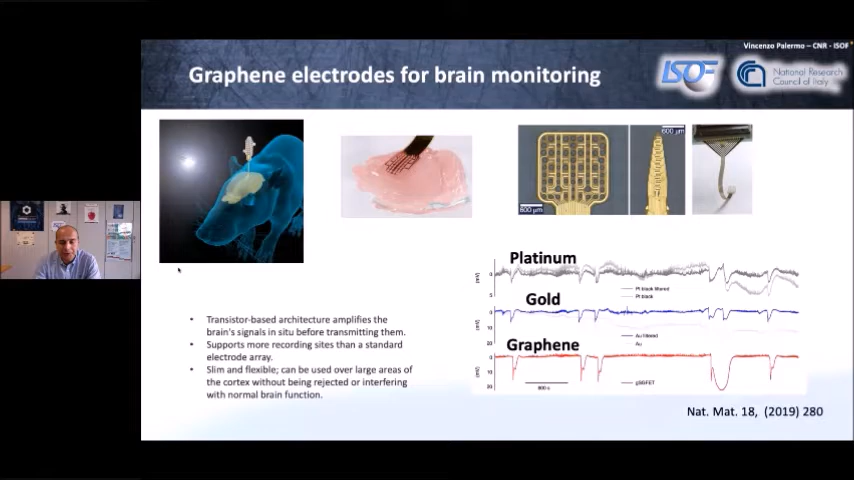 Vincenzo Palermo – CNR - ISOF
Graphene electrodes for brain monitoring
ISOF
National Research
Council of Italy
600 µm
600 µm
Platinum
Pt black filtered
Pt black
Gold
Au filtered
Au
Graphene
gSGFET
• Transistor-based architecture amplifies the
brain's signals in situ before transmitting them.
• Supports more recording sites than a standard
electrode array.
• Slim and flexible; can be used over large areas of
the cortex without being rejected or interfering
with normal brain function.
Nat. Mat. 18, (2019) 280